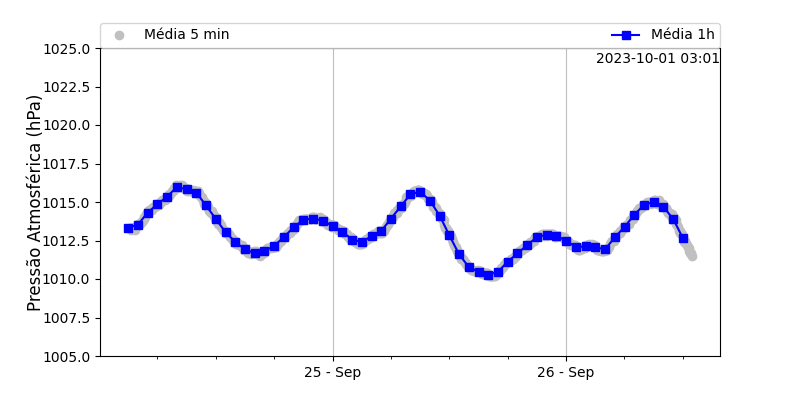 Média 5 min
Média 1h
2023-10-01 03:01
Pressão Atmosférica (hPa)
1025.0
1022.5
1020.0
1017.5
1015.0
1012.5
1010.0
1007.5
1005.0
25 - Sep
26 - Sep